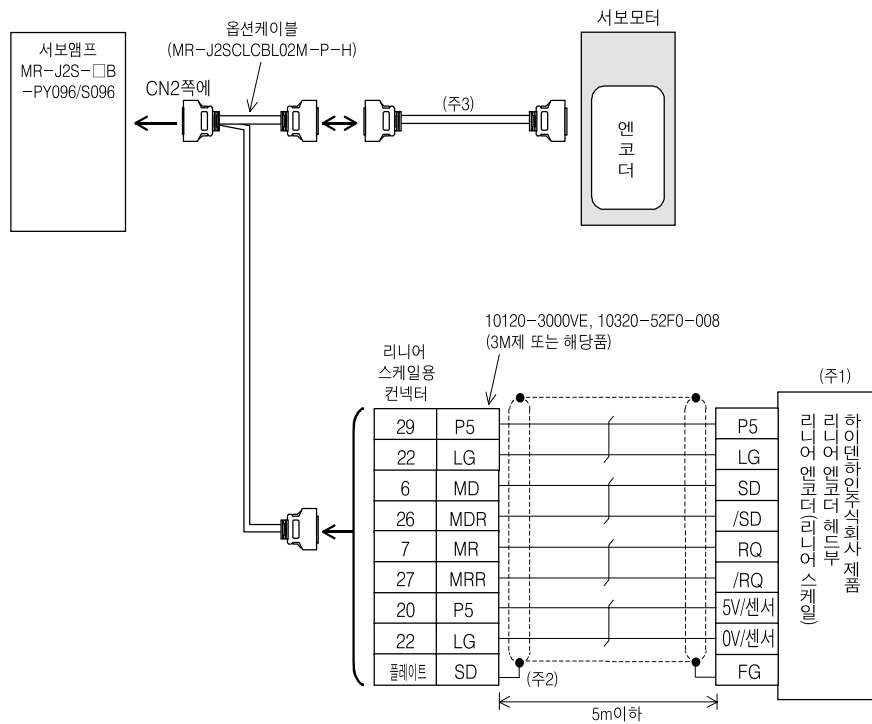 서보앰프
MR-J2S-□B
-PY096/S096
CN2쪽에
옵션케이블
(MR-J2SCLCBL02M-P-H)
(주3)
서보모터
엔코더
10120-3000VE, 10320-52F0-008
(3M제 또는 해당품)
리니어
스케일용
컨넥터
(주1)
29 P5 P5
22 LG LG
6 MD SD
26 MDR /SD
7 MR RQ
27 MRR /RQ
20 P5 5V/센서
22 LG 0V/센서
플레이트 SD FG
하이덴하인주식회사 제품
리니어 엔코더 헤드부
리니어 엔코더(리니어 스케일)
(주2)
5m이하